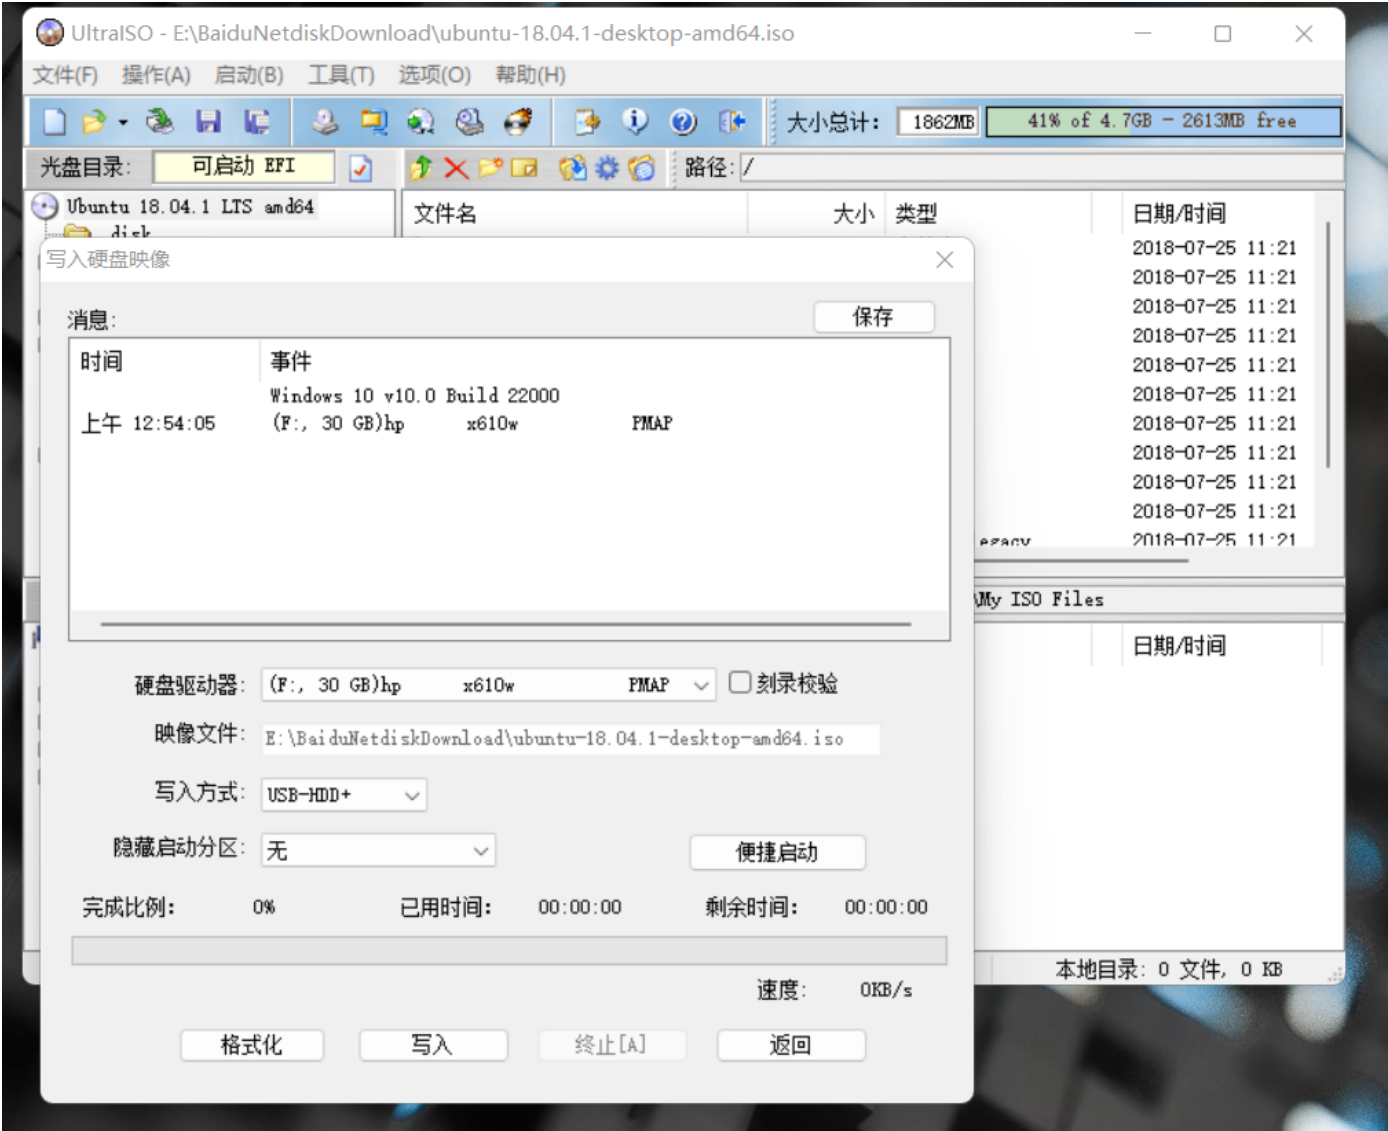 UltraISO - E:\BaiduNetdiskDownload\ubuntu-18.04.1-desktop-amd64.iso
文件(F) 操作(A) 启动(B) 工具(T) 选项(O) 帮助(H)
大小总计: 1862MB 41% of 4.7GB - 2613MB free
光盘目录: 可启动 EFI 路径: /
Ubuntu 18.04.1 LTS amd64 文件名 大小 类型 日期/时间
.disk
2018-07-25 11:21
2018-07-25 11:21
2018-07-25 11:21
2018-07-25 11:21
2018-07-25 11:21
2018-07-25 11:21
2018-07-25 11:21
2018-07-25 11:21
2018-07-25 11:21
2018-07-25 11:21
egacy 2018-07-25 11:21
\My ISO Files
日期/时间
本地目录: 0 文件, 0 KB
写入硬盘映像
消息: 保存
时间 事件
Windows 10 v10.0 Build 22000
上午 12:54:05 (F:, 30 GB)hp x610w PMAP
硬盘驱动器: (F:, 30 GB)hp x610w PMAP 刻录校验
映像文件: E:\BaiduNetdiskDownload\ubuntu-18.04.1-desktop-amd64.iso
写入方式: USB-HDD+
隐藏启动分区: 无 便捷启动
完成比例: 0% 已用时间: 00:00:00 剩余时间: 00:00:00
速度: 0KB/s
格式化 写入 终止[A] 返回